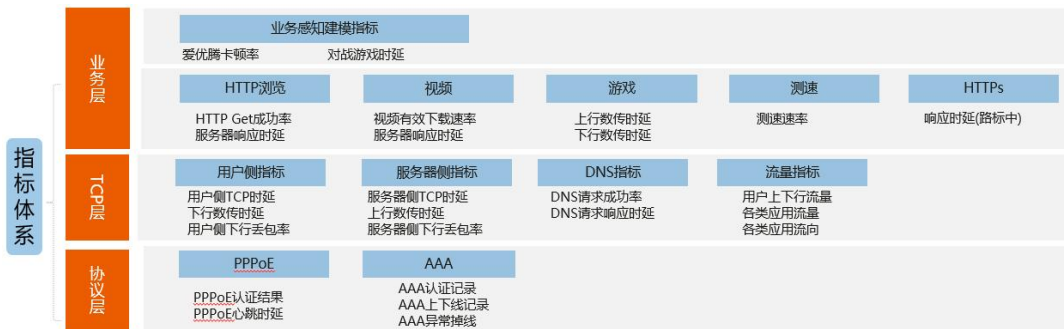 指标体系
业务层
业务感知建模指标
爱优腾卡顿率
对战游戏时延
HTTP浏览
HTTP Get成功率
服务器响应时延
视频
视频有效下载速率
服务器响应时延
游戏
上行数传时延
下行数传时延
测速
测速速率
HTTPs
响应时延(路标中)
TCP层
用户侧指标
用户侧TCP时延
下行数传时延
用户侧下行丢包率
服务器侧指标
服务器侧TCP时延
上行数传时延
服务器侧下行丢包率
DNS指标
DNS请求成功率
DNS请求响应时延
流量指标
用户上下行流量
各类应用流量
各类应用流向
协议层
PPPoE
PPPoE认证结果
PPPoE心跳时延
AAA
AAA认证记录
AAA上下线记录
AAA异常掉线